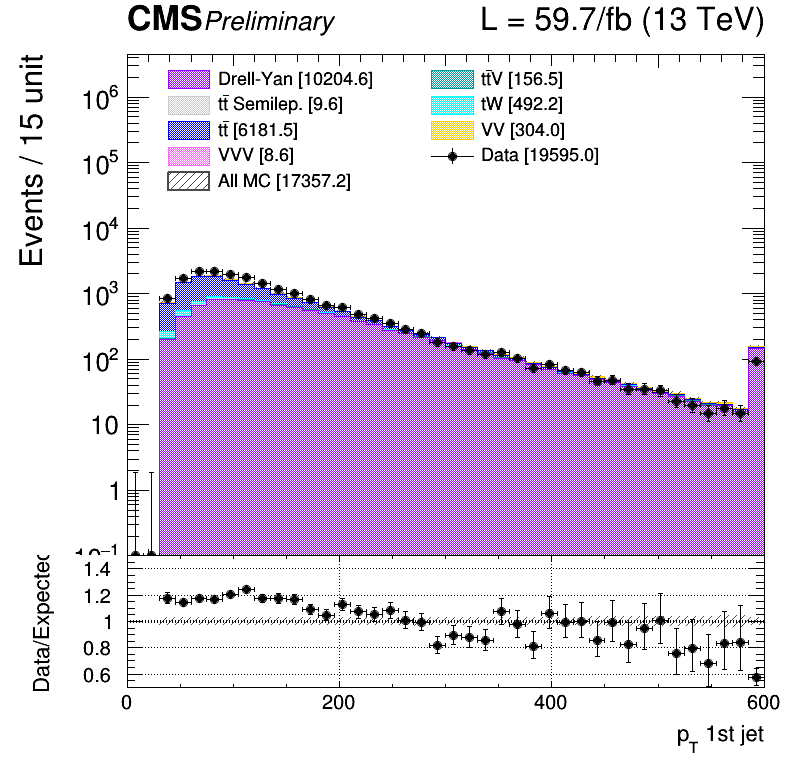 CMS Preliminary L = 59.7/fb (13 TeV)
Events / 15 unit
Drell-Yan [10204.6]
tt̄ Semilep. [9.6]
tt̄ [6181.5]
VVV [8.6]
All MC [17357.2]
tt̄V [156.5]
tW [492.2]
VV [304.0]
Data [19595.0]
10⁶
10⁵
10⁴
10³
10²
10
1
10⁻¹
Data/Expected
1.4
1.2
1
0.8
0.6
0 200 400 600
p_T 1st jet